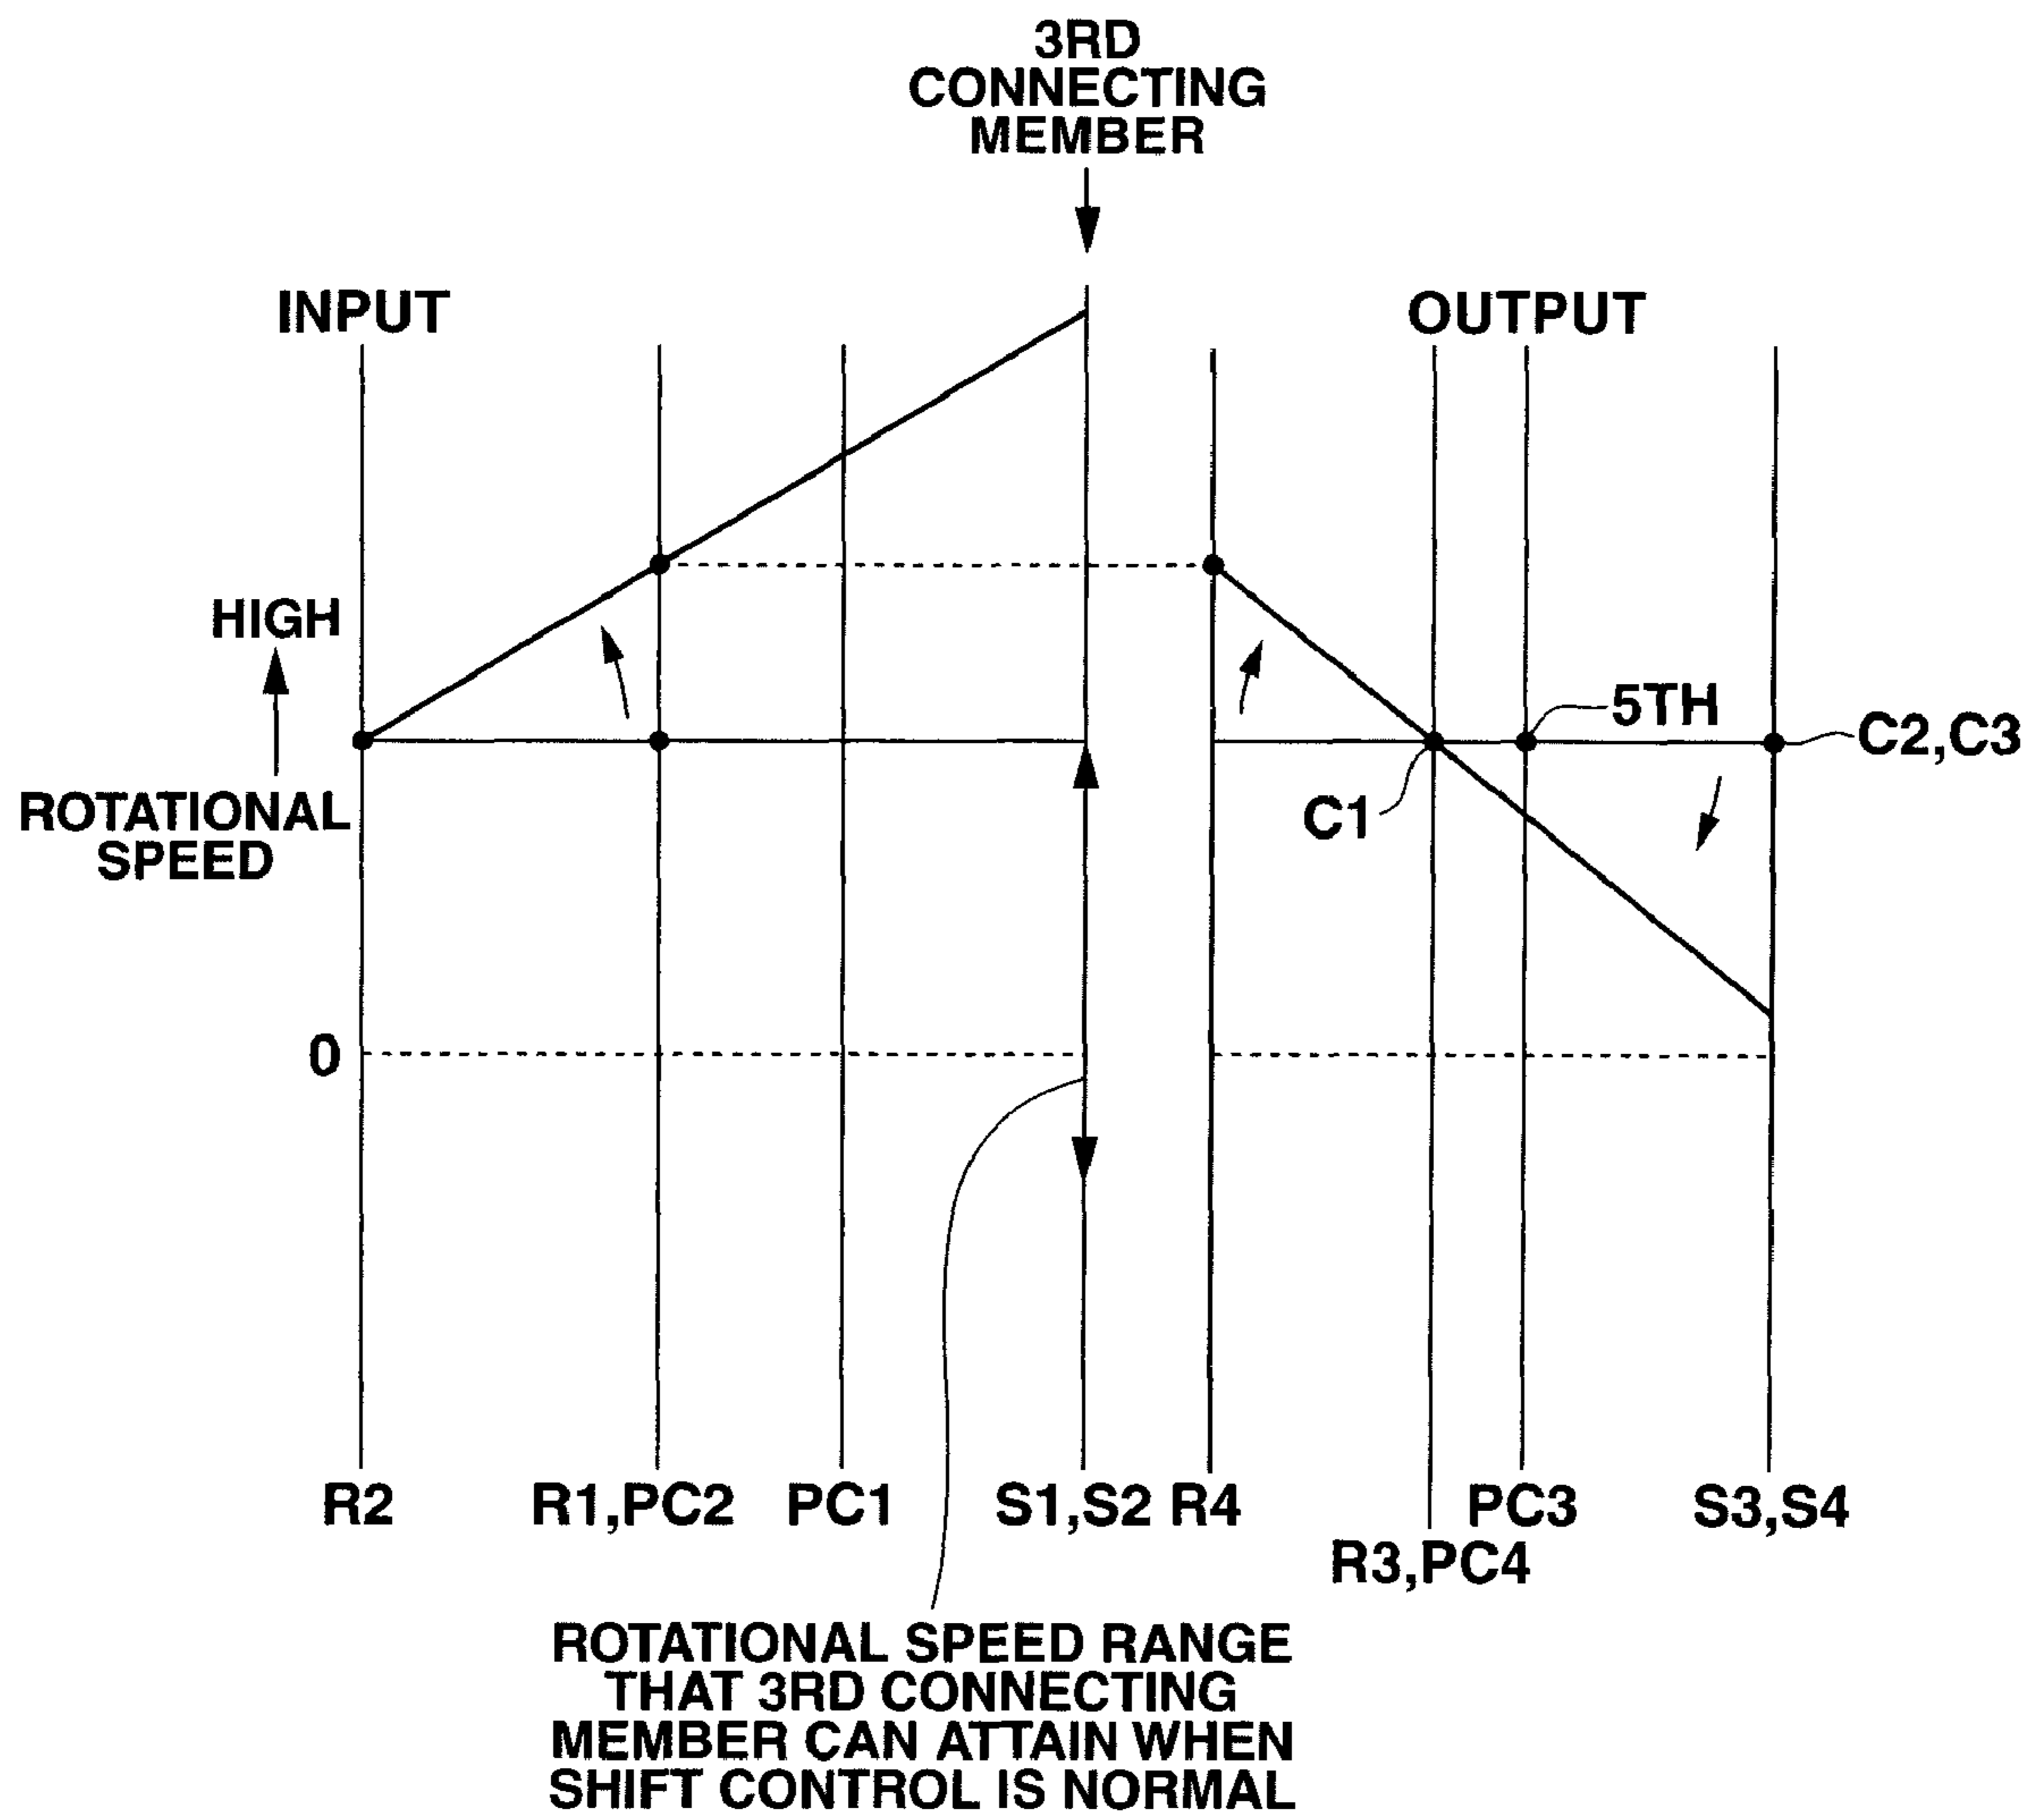 3RD
CONNECTING
MEMBER
INPUT
OUTPUT
HIGH
ROTATIONAL
SPEED
5TH
C2,C3
C1
0
R2
R1,PC2
PC1
S1,S2
R4
PC3
S3,S4
R3,PC4
ROTATIONAL SPEED RANGE
THAT 3RD CONNECTING
MEMBER CAN ATTAIN WHEN
SHIFT CONTROL IS NORMAL